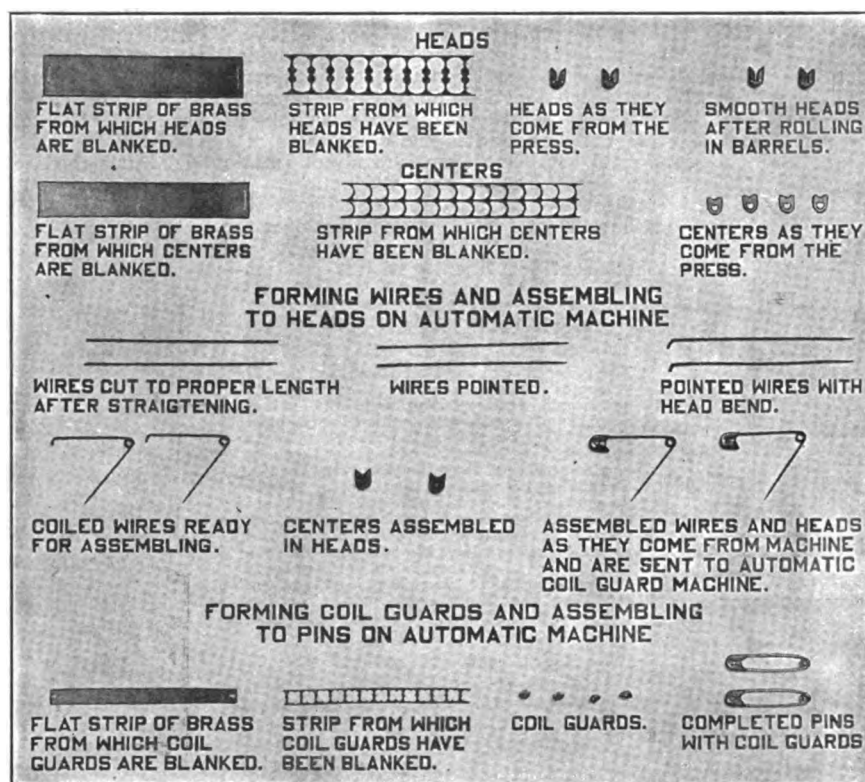 HEADS
FLAT STRIP OF BRASS
FROM WHICH HEADS
ARE BLANKED.
STRIP FROM WHICH
HEADS HAVE BEEN
BLANKED.
HEADS AS THEY
COME FROM THE
PRESS.
SMOOTH HEADS
AFTER ROLLING
IN BARRELS.
CENTERS
FLAT STRIP OF BRASS
FROM WHICH CENTERS
ARE BLANKED.
STRIP FROM WHICH CENTERS
HAVE BEEN BLANKED.
CENTERS AS THEY
COME FROM THE
PRESS.
FORMING WIRES AND ASSEMBLING
TO HEADS ON AUTOMATIC MACHINE
WIRES CUT TO PROPER LENGTH
AFTER STRAIGTENING.
WIRES POINTED.
POINTED WIRES WITH
HEAD BEND.
COILED WIRES READY
FOR ASSEMBLING.
CENTERS ASSEMBLED
IN HEADS.
ASSEMBLED WIRES AND HEADS
AS THEY COME FROM MACHINE
AND ARE SENT TO AUTOMATIC
COIL GUARD MACHINE.
FORMING COIL GUARDS AND ASSEMBLING
TO PINS ON AUTOMATIC MACHINE
FLAT STRIP OF BRASS
FROM WHICH COIL
GUARDS ARE BLANKED.
STRIP FROM WHICH
COIL GUARDS HAVE
BEEN BLANKED.
COIL GUARDS.
COMPLETED PINS
WITH COIL GUARDS